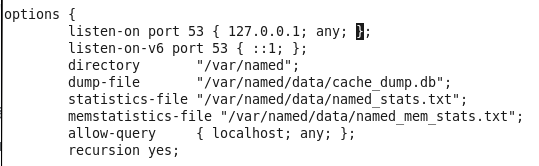 options {
        listen-on port 53 { 127.0.0.1; any; };
        listen-on-v6 port 53 { ::1; };
        directory       "/var/named";
        dump-file       "/var/named/data/cache_dump.db";
        statistics-file "/var/named/data/named_stats.txt";
        memstatistics-file "/var/named/data/named_mem_stats.txt";
        allow-query     { localhost; any; };
        recursion yes;